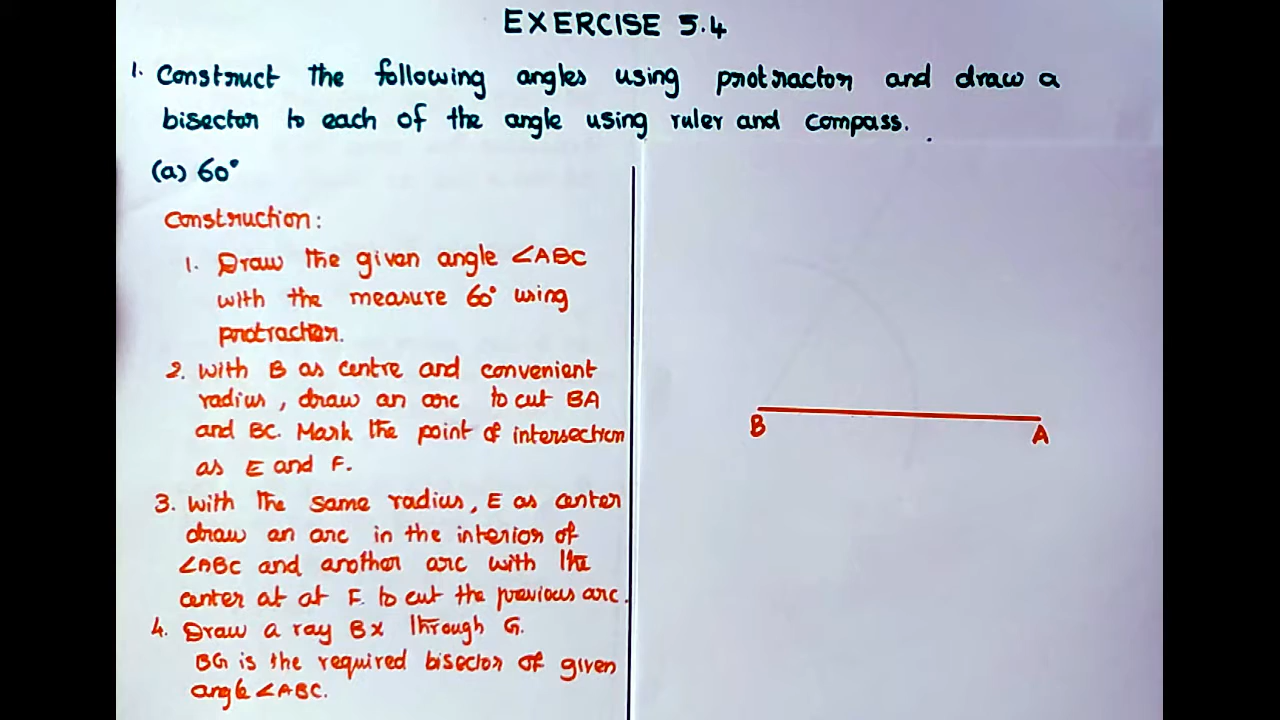 EXERCISE 5.4
1. Construct the following angles using protractor and draw a
bisector to each of the angle using ruler and compass.
(a) 60°
Construction:
1. Draw the given angle ∠ABC
with the measure 60° using
protractor.
2. With B as centre and convenient
radius, draw an arc to cut BA
and BC. Mark the point of intersection
as E and F.
3. With the same radius, E as center
draw an arc in the interior of
∠ABC and another arc with the
center at at F. to cut the previous arc.
4. Draw a ray BX through G.
BG is the required bisector of given
angle ∠ABC.
B
A